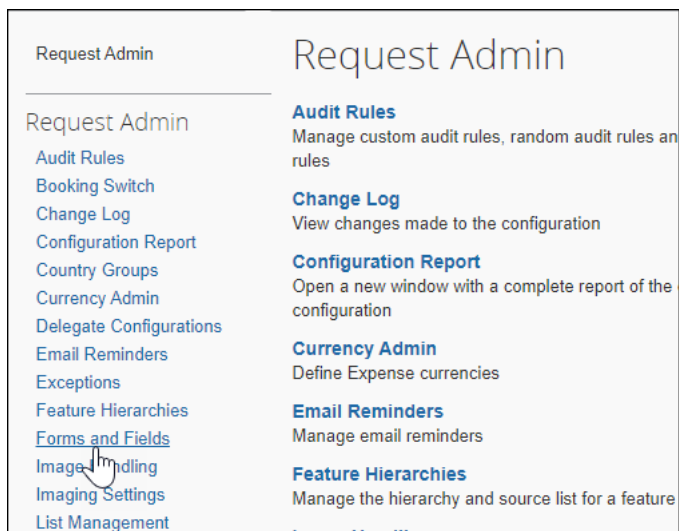 Request Admin
Request Admin
Audit Rules
Booking Switch
Change Log
Configuration Report
Country Groups
Currency Admin
Delegate Configurations
Email Reminders
Exceptions
Feature Hierarchies
Forms and Fields
Imaging Settings
List Management
Request Admin
Audit Rules
Manage custom audit rules, random audit rules an
rules
Change Log
View changes made to the configuration
Configuration Report
Open a new window with a complete report of the
configuration
Currency Admin
Define Expense currencies
Email Reminders
Manage email reminders
Feature Hierarchies
Manage the hierarchy and source list for a feature